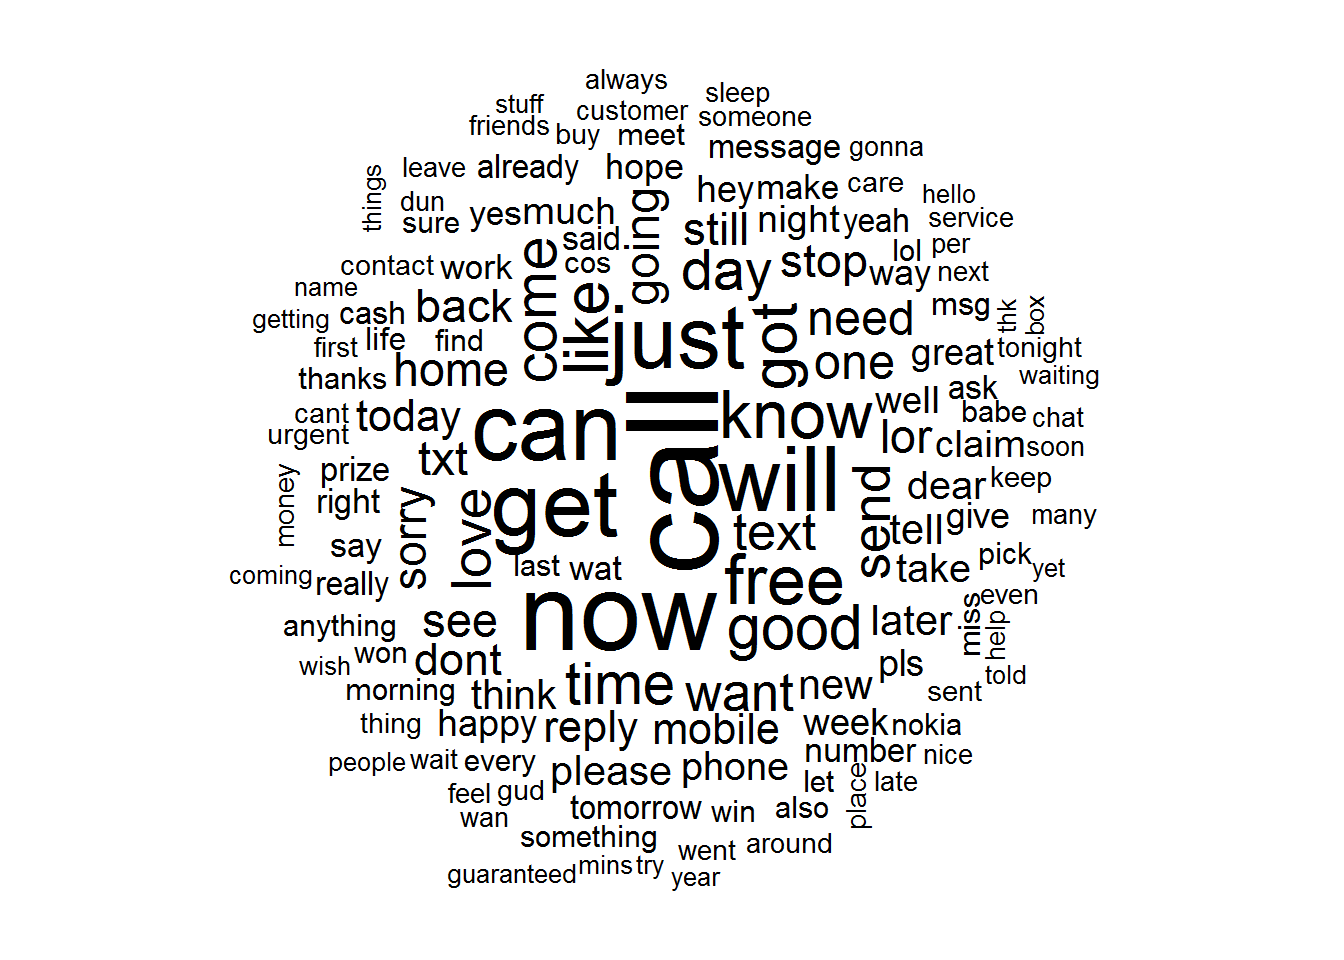 always
sleep
stuff
customer
someone
friends
buy
meet
message
gonna
leave
already
hope
things
hey
make
care
hello
dun
sure
yes
much
going
still
night
yeah
service
said
lol
per
contact
work
cos
come
day
stop
way
next
name
cash
back
like
just
got
need
msg
thk
box
getting
first
life
find
one
great
tonight
thanks
home
waiting
cant
today
can
call
know
well
ask
babe
chat
urgent
txt
lor
claim
soon
prize
will
money
right
get
send
dear
keep
sorry
love
text
tell
give
many
say
last
wat
free
take
pick
yet
coming
really
now
good
later
miss
even
help
anything
see
wish
won
dont
pls
told
morning
think
time
want
new
sent
thing
happy
reply
mobile
week
nokia
people
wait
every
please
phone
number
nice
feel
gud
let
place
late
wan
tomorrow
win
also
something
went
around
guaranteed
mins
try
year